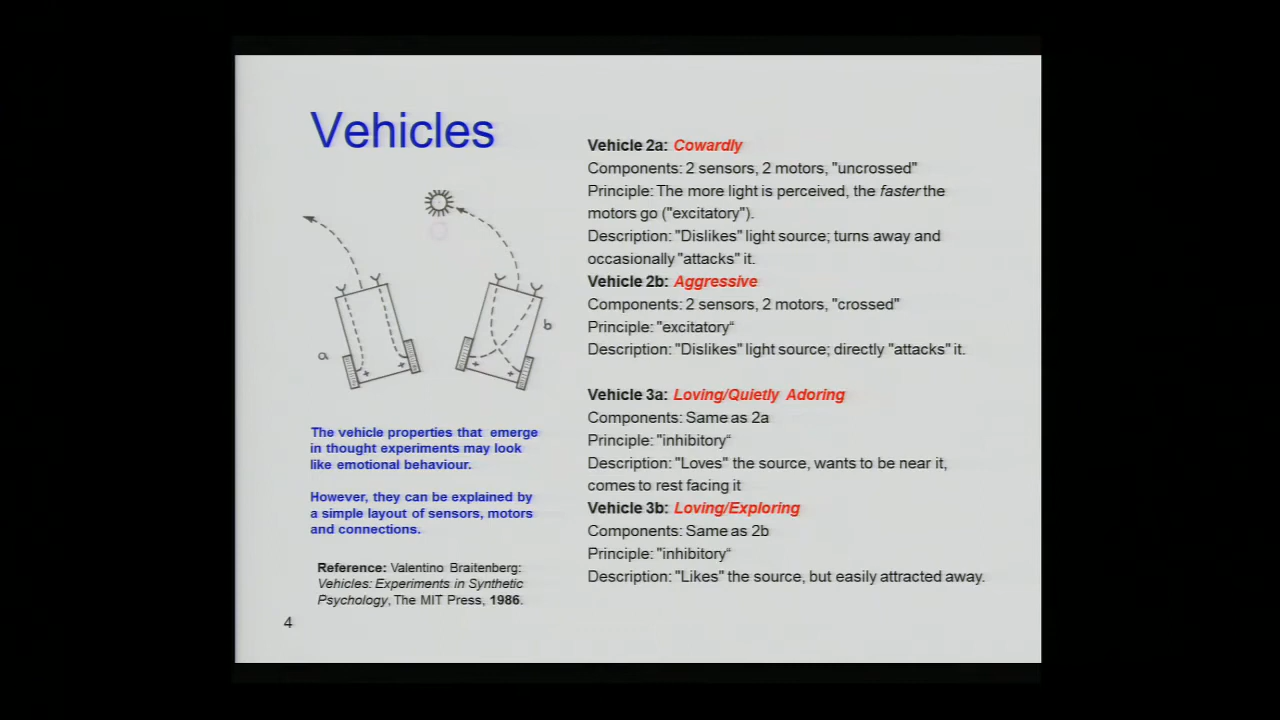 Vehicles
a
b
The vehicle properties that emerge
in thought experiments may look
like emotional behaviour.
However, they can be explained by
a simple layout of sensors, motors
and connections.
Reference: Valentino Braitenberg:
Vehicles: Experiments in Synthetic
Psychology, The MIT Press, 1986.
4
Vehicle 2a: Cowardly
Components: 2 sensors, 2 motors, "uncrossed"
Principle: The more light is perceived, the faster the
motors go ("excitatory").
Description: "Dislikes" light source; turns away and
occasionally "attacks" it.
Vehicle 2b: Aggressive
Components: 2 sensors, 2 motors, "crossed"
Principle: "excitatory“
Description: "Dislikes" light source; directly "attacks" it.
Vehicle 3a: Loving/Quietly Adoring
Components: Same as 2a
Principle: "inhibitory“
Description: "Loves" the source, wants to be near it,
comes to rest facing it
Vehicle 3b: Loving/Exploring
Components: Same as 2b
Principle: "inhibitory“
Description: "Likes" the source, but easily attracted away.